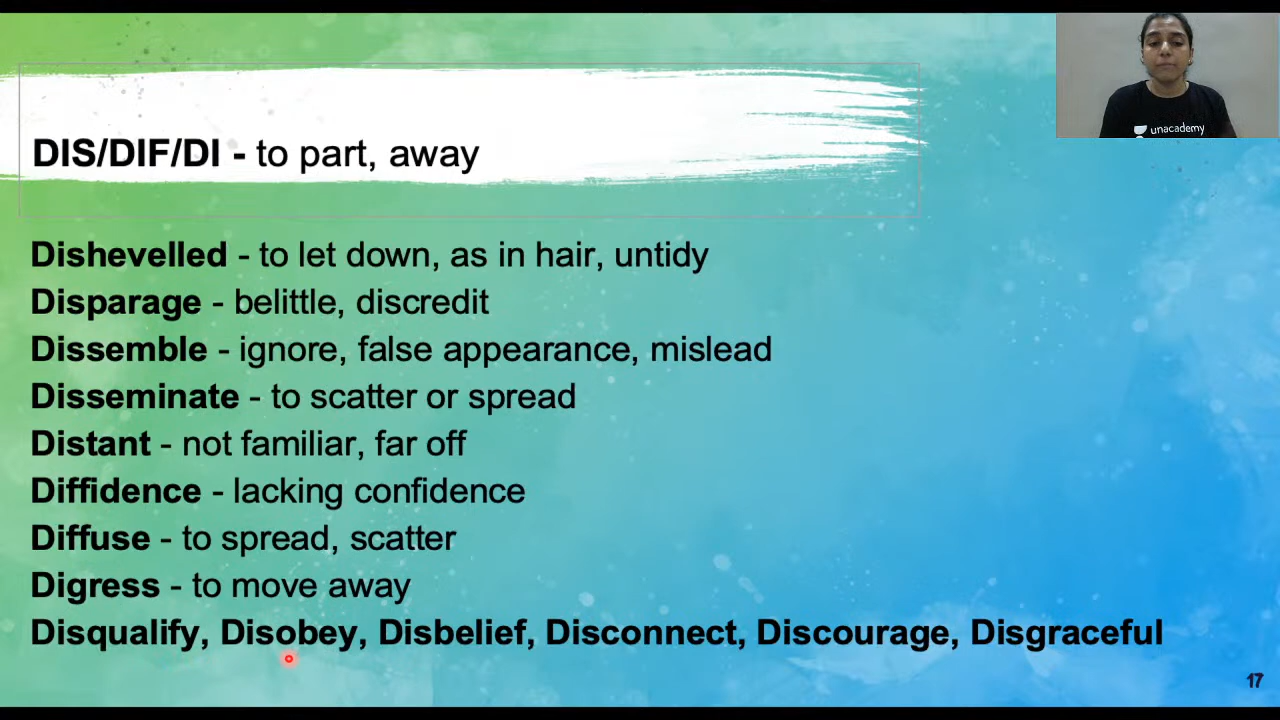 unacademy
DIS/DIF/DI - to part, away
Dishevelled - to let down, as in hair, untidy
Disparage - belittle, discredit
Dissemble - ignore, false appearance, mislead
Disseminate - to scatter or spread
Distant - not familiar, far off
Diffidence - lacking confidence
Diffuse - to spread, scatter
Digress - to move away
Disqualify, Disobey, Disbelief, Disconnect, Discourage, Disgraceful
17